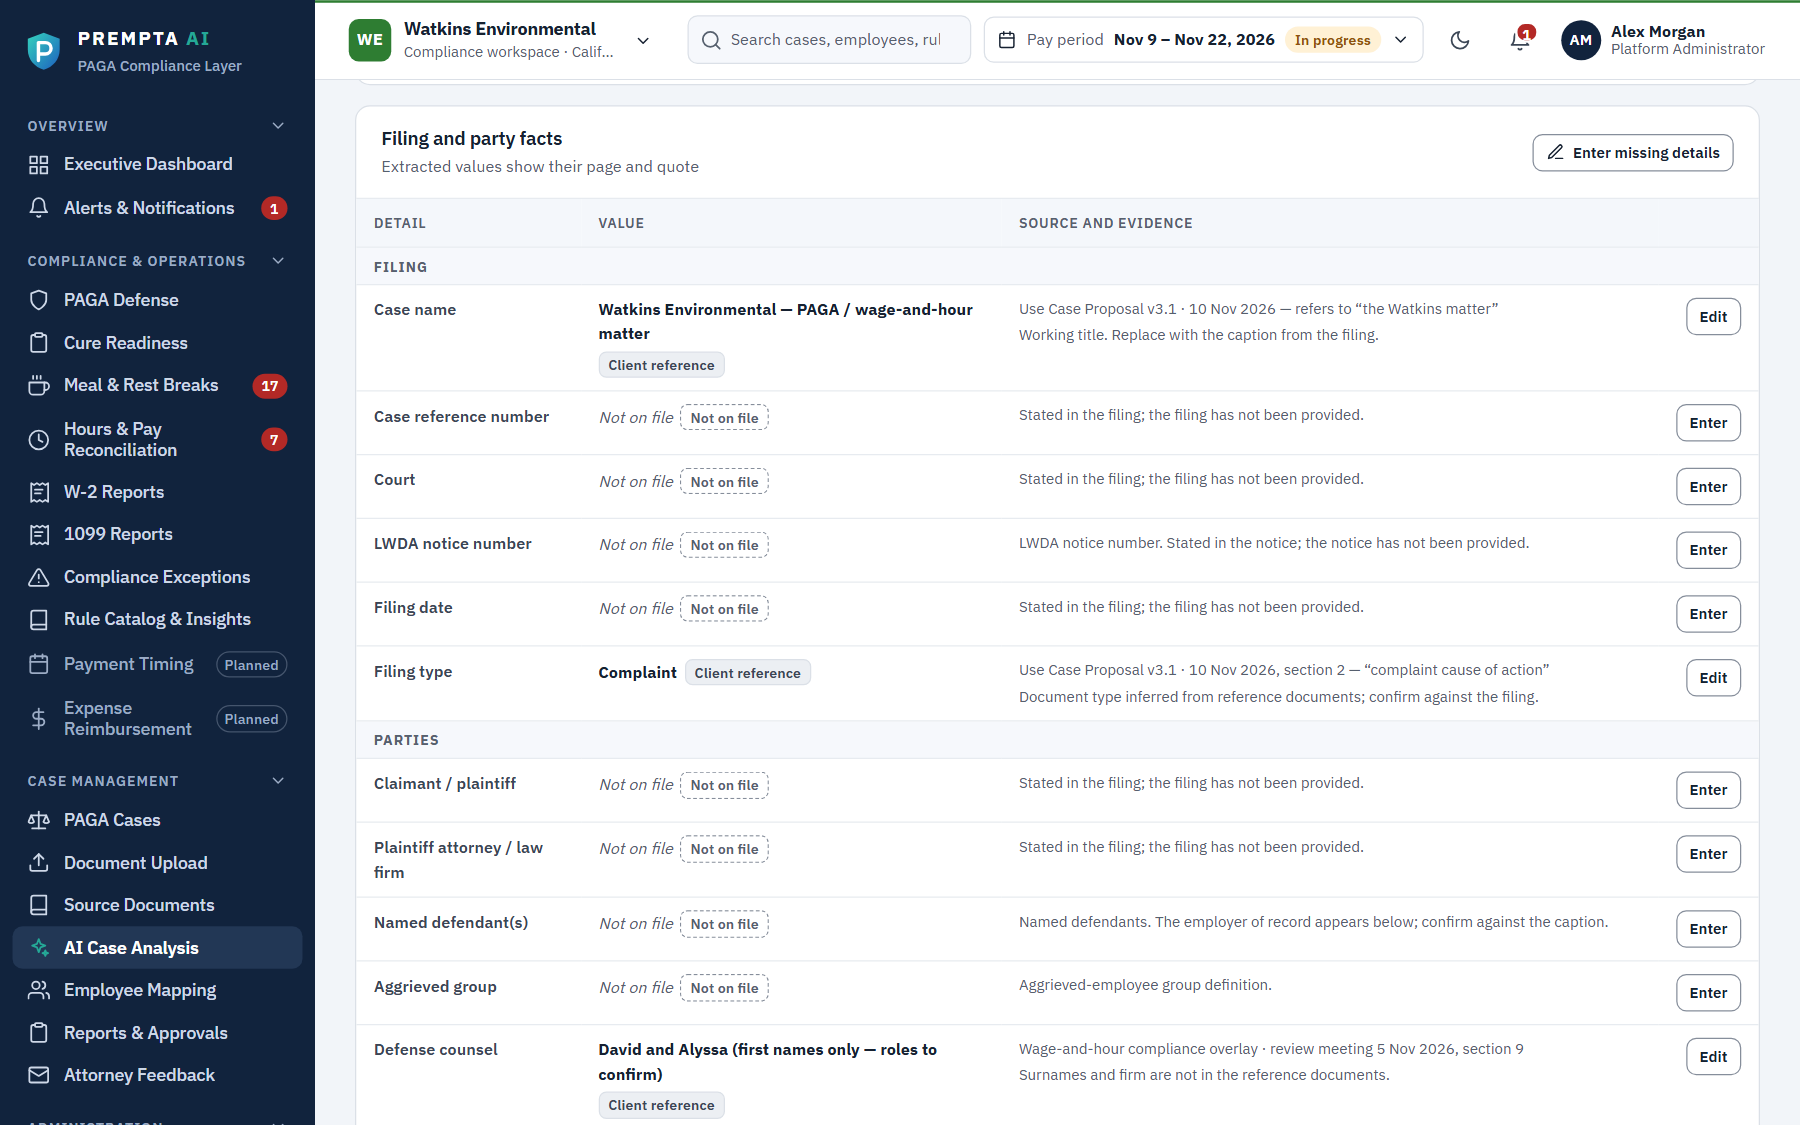 PREMPTA AI
PAGA Compliance Layer
OVERVIEW
Executive Dashboard
Alerts & Notifications 1
COMPLIANCE & OPERATIONS
PAGA Defense
Cure Readiness
Meal & Rest Breaks 17
Hours & Pay
Reconciliation 7
W-2 Reports
1099 Reports
Compliance Exceptions
Rule Catalog & Insights
Payment Timing Planned
Expense
Reimbursement Planned
CASE MANAGEMENT
PAGA Cases
Document Upload
Source Documents
AI Case Analysis
Employee Mapping
Reports & Approvals
Attorney Feedback
WE
Watkins Environmental
Compliance workspace · Calif...
Search cases, employees, rul
Pay period Nov 9 – Nov 22, 2026 In progress
1
AM
Alex Morgan
Platform Administrator
Filing and party facts
Extracted values show their page and quote
Enter missing details
DETAIL VALUE SOURCE AND EVIDENCE
FILING
Case name
Watkins Environmental — PAGA / wage-and-hour
matter
Client reference
Use Case Proposal v3.1 · 10 Nov 2026 — refers to “the Watkins matter”
Working title. Replace with the caption from the filing.
Edit
Case reference number Not on file Not on file Stated in the filing; the filing has not been provided. Enter
Court Not on file Not on file Stated in the filing; the filing has not been provided. Enter
LWDA notice number Not on file Not on file LWDA notice number. Stated in the notice; the notice has not been provided. Enter
Filing date Not on file Not on file Stated in the filing; the filing has not been provided. Enter
Filing type Complaint Client reference
Use Case Proposal v3.1 · 10 Nov 2026, section 2 — “complaint cause of action”
Document type inferred from reference documents; confirm against the filing.
Edit
PARTIES
Claimant / plaintiff Not on file Not on file Stated in the filing; the filing has not been provided. Enter
Plaintiff attorney / law
firm
Not on file Not on file Stated in the filing; the filing has not been provided. Enter
Named defendant(s) Not on file Not on file Named defendants. The employer of record appears below; confirm against the caption. Enter
Aggrieved group Not on file Not on file Aggrieved-employee group definition. Enter
Defense counsel
David and Alyssa (first names only — roles to
confirm)
Client reference
Wage-and-hour compliance overlay · review meeting 5 Nov 2026, section 9
Surnames and firm are not in the reference documents.
Edit